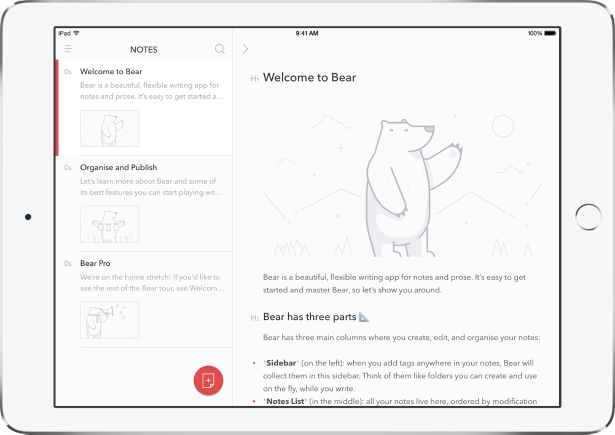 iPad
9:41 AM
100%
NOTES
0s
Welcome to Bear
Bear is a beautiful, flexible writing app for
notes and prose. It's easy to get started a...
0s
Organise and Publish
Let's learn more about Bear and some of
its best features you can start playing wit...
0s
Bear Pro
We're on the home stretch! If you'd like to
see the rest of the Bear tour, see Welcom...
H1 Welcome to Bear
Bear is a beautiful, flexible writing app for notes and prose. It's easy to get
started and master Bear, so let's show you around.
H2 Bear has three parts
Bear has three main columns where you create, edit, and organise your notes:
• *Sidebar* (on the left): when you add tags anywhere in your notes, Bear will
collect them in this sidebar. Think of them like folders you can create and use
on the fly, while you write.
• *Notes List* (in the middle): all your notes live here, ordered by modification